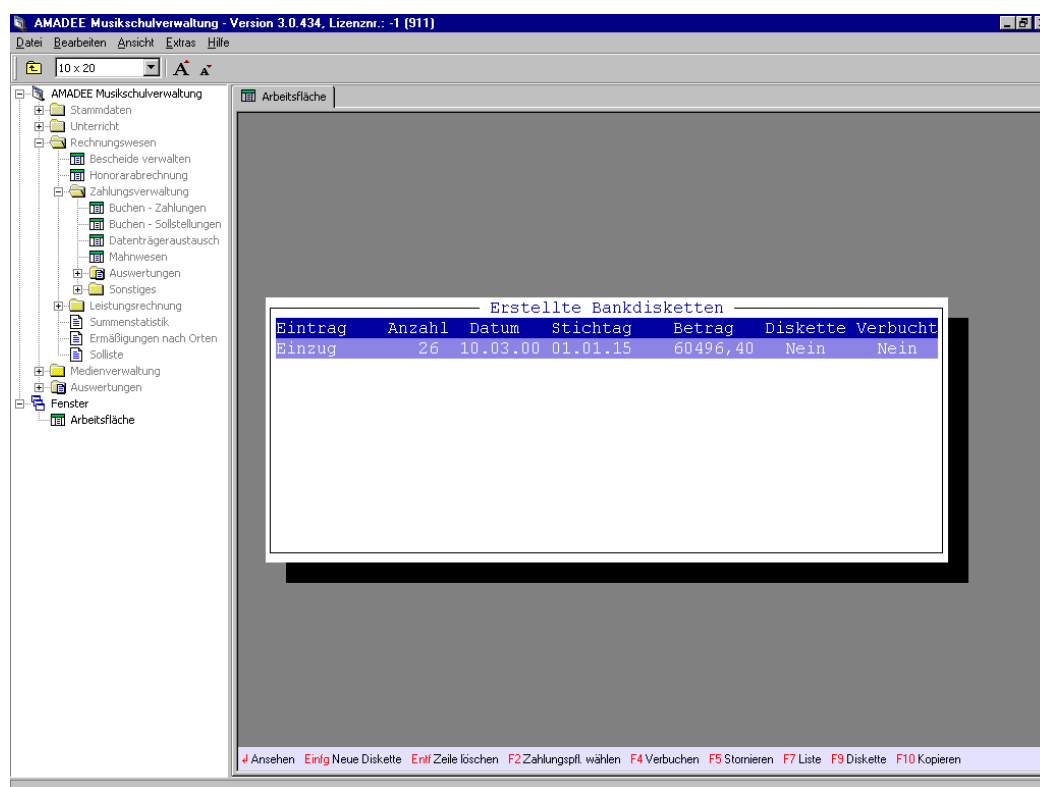 AMADEE Musikschulverwaltung - Version 3.0.434, Lizenznr.: -1 (911)
Datei Bearbeiten Ansicht Extras Hilfe
10 x 20 A A
AMADEE Musikschulverwaltung
Stammdaten
Unterricht
Rechnungswesen
Bescheide verwalten
Honorarabrechnung
Zahlungsverwaltung
Buchen - Zahlungen
Buchen - Sollstellungen
Datenträgeraustausch
Mahnwesen
Auswertungen
Sonstiges
Leistungsrechnung
Summenstatistik
Ermäßigungen nach Orten
Solliste
Medienverwaltung
Auswertungen
Fenster
Arbeitsfläche
Arbeitsfläche
Erstellte Bankdisketten
Eintrag Anzahl Datum Stichtag Betrag Diskette Verbucht
Einzug 26 10.03.00 01.01.15 60496,40 Nein Nein
↲ Ansehen Einfg Neue Diskette Entf Zeile löschen F2 Zahlungspfl. wählen F4 Verbuchen F5 Stornieren F7 Liste F9 Diskette F10 Kopieren